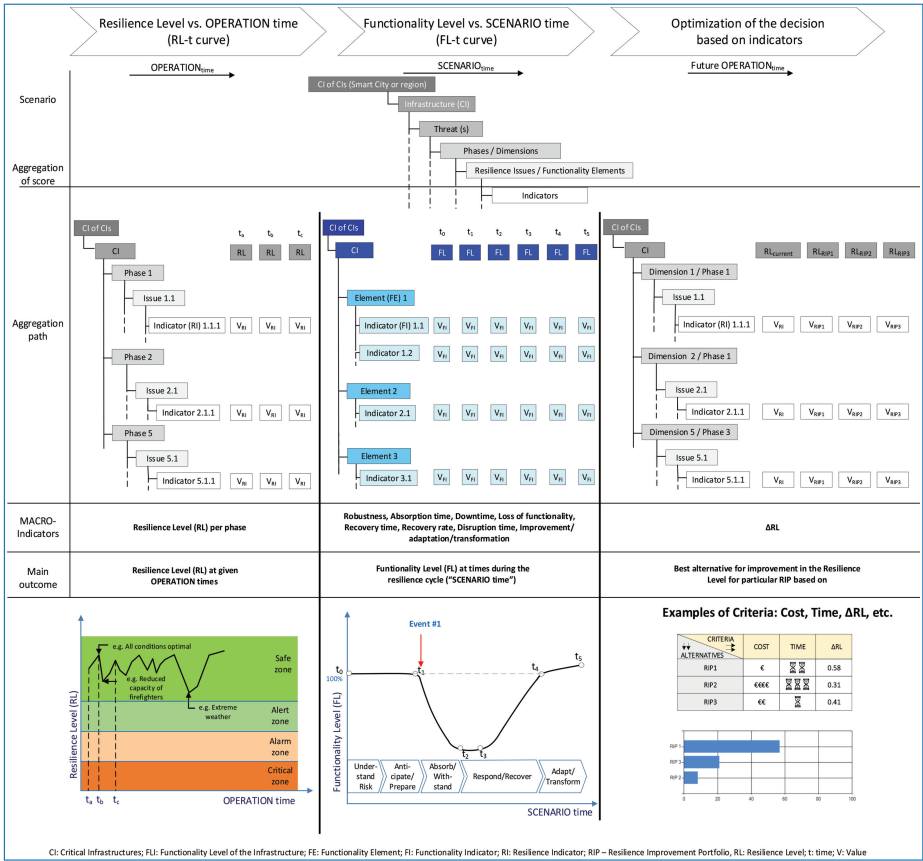 Resilience Level vs. OPERATION time
(RL-t curve)
Functionality Level vs. SCENARIO time
(FL-t curve)
Optimization of the decision
based on indicators
OPERATIONtime
SCENARIOtime
Future OPERATIONtime
Scenario
CI of CIs (Smart City or region)
Infrastructure (CI)
Threat (s)
Phases / Dimensions
Resilience Issues / Functionality Elements
Indicators
Aggregation
of score
Aggregation
path
CI of CIs
ta tb tc
CI RL RL RL
Phase 1
Issue 1.1
Indicator (RI) 1.1.1 VRI VRI VRI
Phase 2
Issue 2.1
Indicator 2.1.1 VRI VRI VRI
Phase 5
Issue 5.1
Indicator 5.1.1 VRI VRI VRI
CI of CIs
t0 t1 t2 t3 t4 t5
CI FL FL FL FL FL FL
Element (FE) 1
Indicator (FI) 1.1 VFI VFI VFI VFI VFI VFI
Indicator 1.2 VFI VFI VFI VFI VFI VFI
Element 2
Indicator 2.1 VFI VFI VFI VFI VFI VFI
Element 3
Indicator 3.1 VFI VFI VFI VFI VFI VFI
CI of CIs
CI RLcurrent RLRIP1 RLRIP2 RLRIP3
Dimension 1 / Phase 1
Issue 1.1
Indicator (RI) 1.1.1 VRI VRIP1 VRIP2 VRIP3
Dimension 2 / Phase 1
Issue 2.1
Indicator 2.1.1 VRI VRIP1 VRIP2 VRIP3
Dimension 5 / Phase 3
Issue 5.1
Indicator 5.1.1 VRI VRIP1 VRIP2 VRIP3
MACRO-
Indicators
Resilience Level (RL) per phase
Robustness, Absorption time, Downtime, Loss of functionality,
Recovery time, Recovery rate, Disruption time, Improvement/
adaptation/transformation
ΔRL
Main
outcome
Resilience Level (RL) at given
OPERATION times
Funtionality Level (FL) at times during the
resilience cycle ("SCENARIO time")
Best alternative for improvement in the Resilience
Level for particular RIP based on
Resilience Level (RL)
e.g. All conditions optimal
e.g. Reduced
capacity of
firefighters
e.g. Extreme
weather
Safe
zone
Alert
zone
Alarm
zone
Critical
zone
ta tb tc
OPERATION time
Functionality Level (FL)
Event #1
t0
100%
t1
t2
t3
t4
t5
Under-
stand
Risk
Anti-
cipate/
Prepare
Absorb/
With-
stand
Respond/Recover
Adapt/
Transform
SCENARIO time
Examples of Criteria: Cost, Time, ΔRL, etc.
CRITERIA
ALTERNATIVES
COST TIME ΔRL
RIP1 € 0.58
RIP2 €€€€ 0.31
RIP3 €€ 0.41
RIP 1
RIP 3
RIP 2
0 20 40 60 80 100
CI: Critical Infrastructures; FLI: Functionality Level of the Infrastructure; FE: Functionality Element; FI: Functionality Indicator; RI: Resilience Indicator; RIP – Resilience Improvement Portfolio, RL: Resilience Level; t: time; V: Value